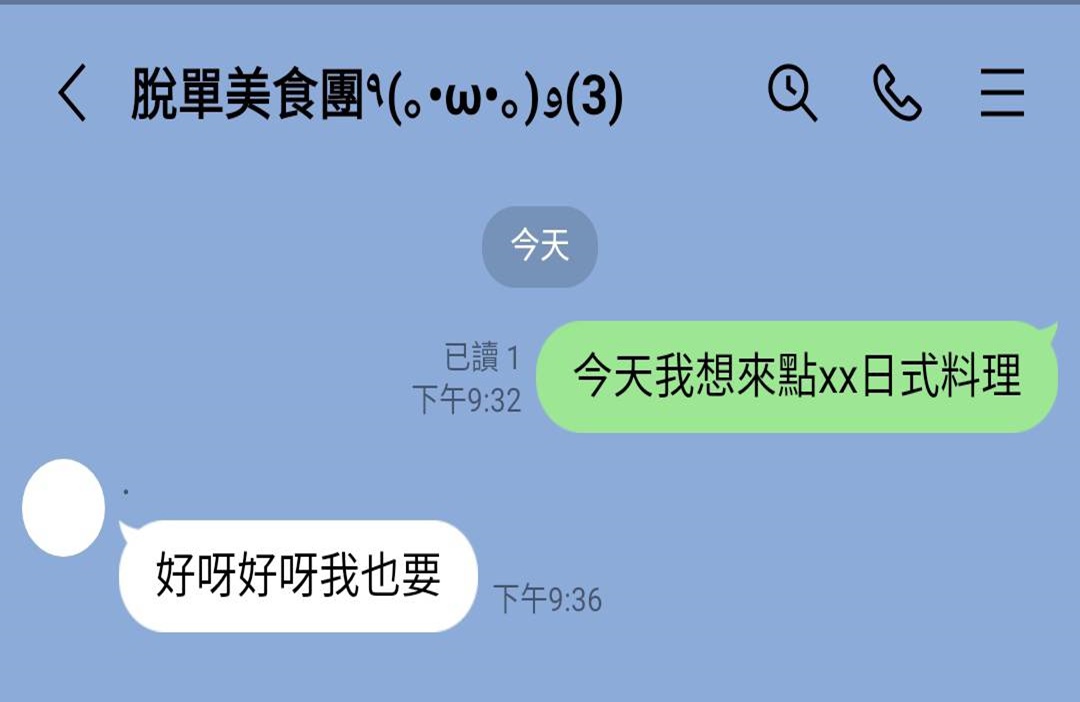 脫單美食團٩(｡•ω•｡)و(3)
今天
已讀 1
下午9:32
今天我想來點xx日式料理
.
好呀好呀我也要
下午9:36